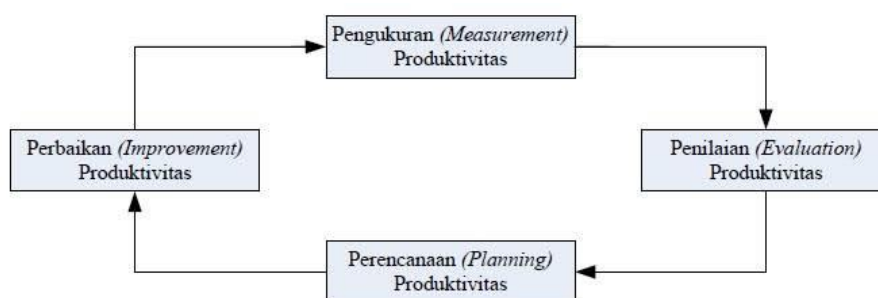 Pengukuran (Measurement)
Produktivitas
Perbaikan (Improvement)
Produktivitas
Penilaian (Evaluation)
Produktivitas
Perencanaan (Planning)
Produktivitas